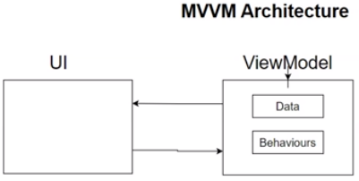 MVVM Architecture
UI
ViewModel
Data
Behaviours